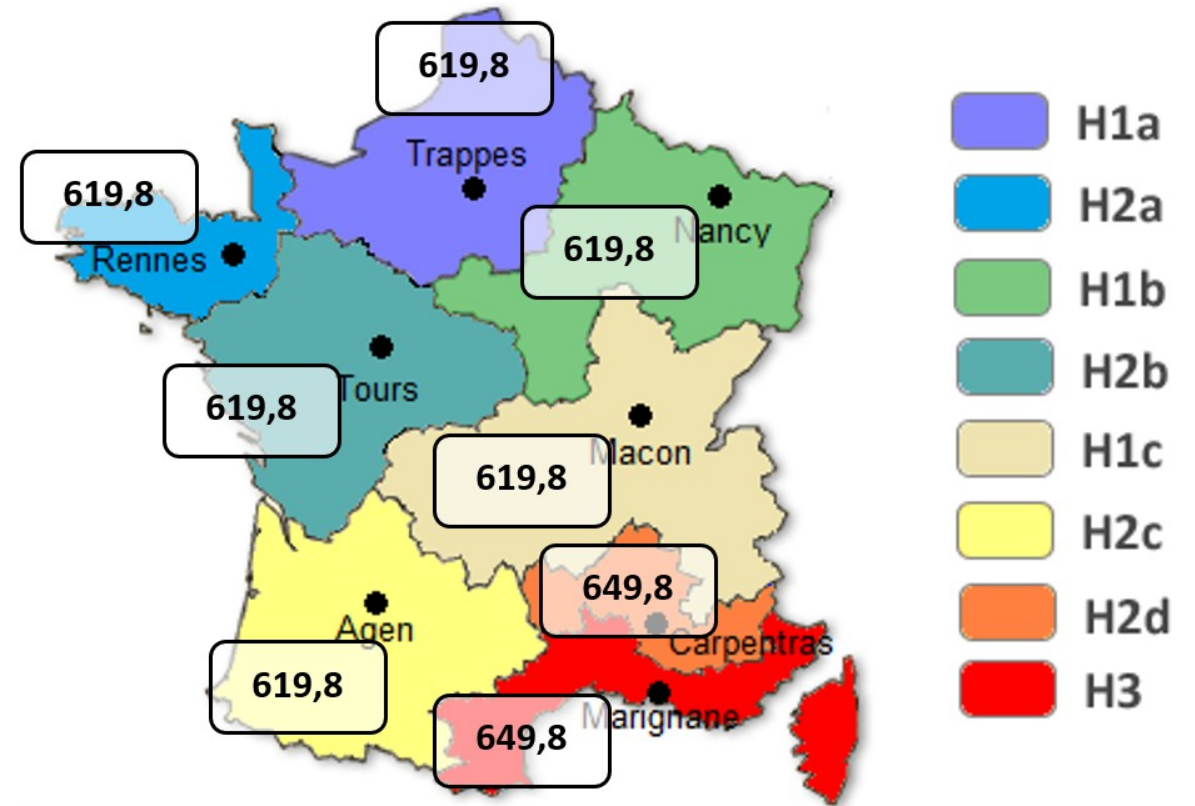 619,8
Trappes
619,8
Rennes
Nancy
619,8
Tours
619,8
Macon
619,8
649,8
Carpentras
Agen
619,8
Marignane
649,8
H1a
H2a
H1b
H2b
H1c
H2c
H2d
H3